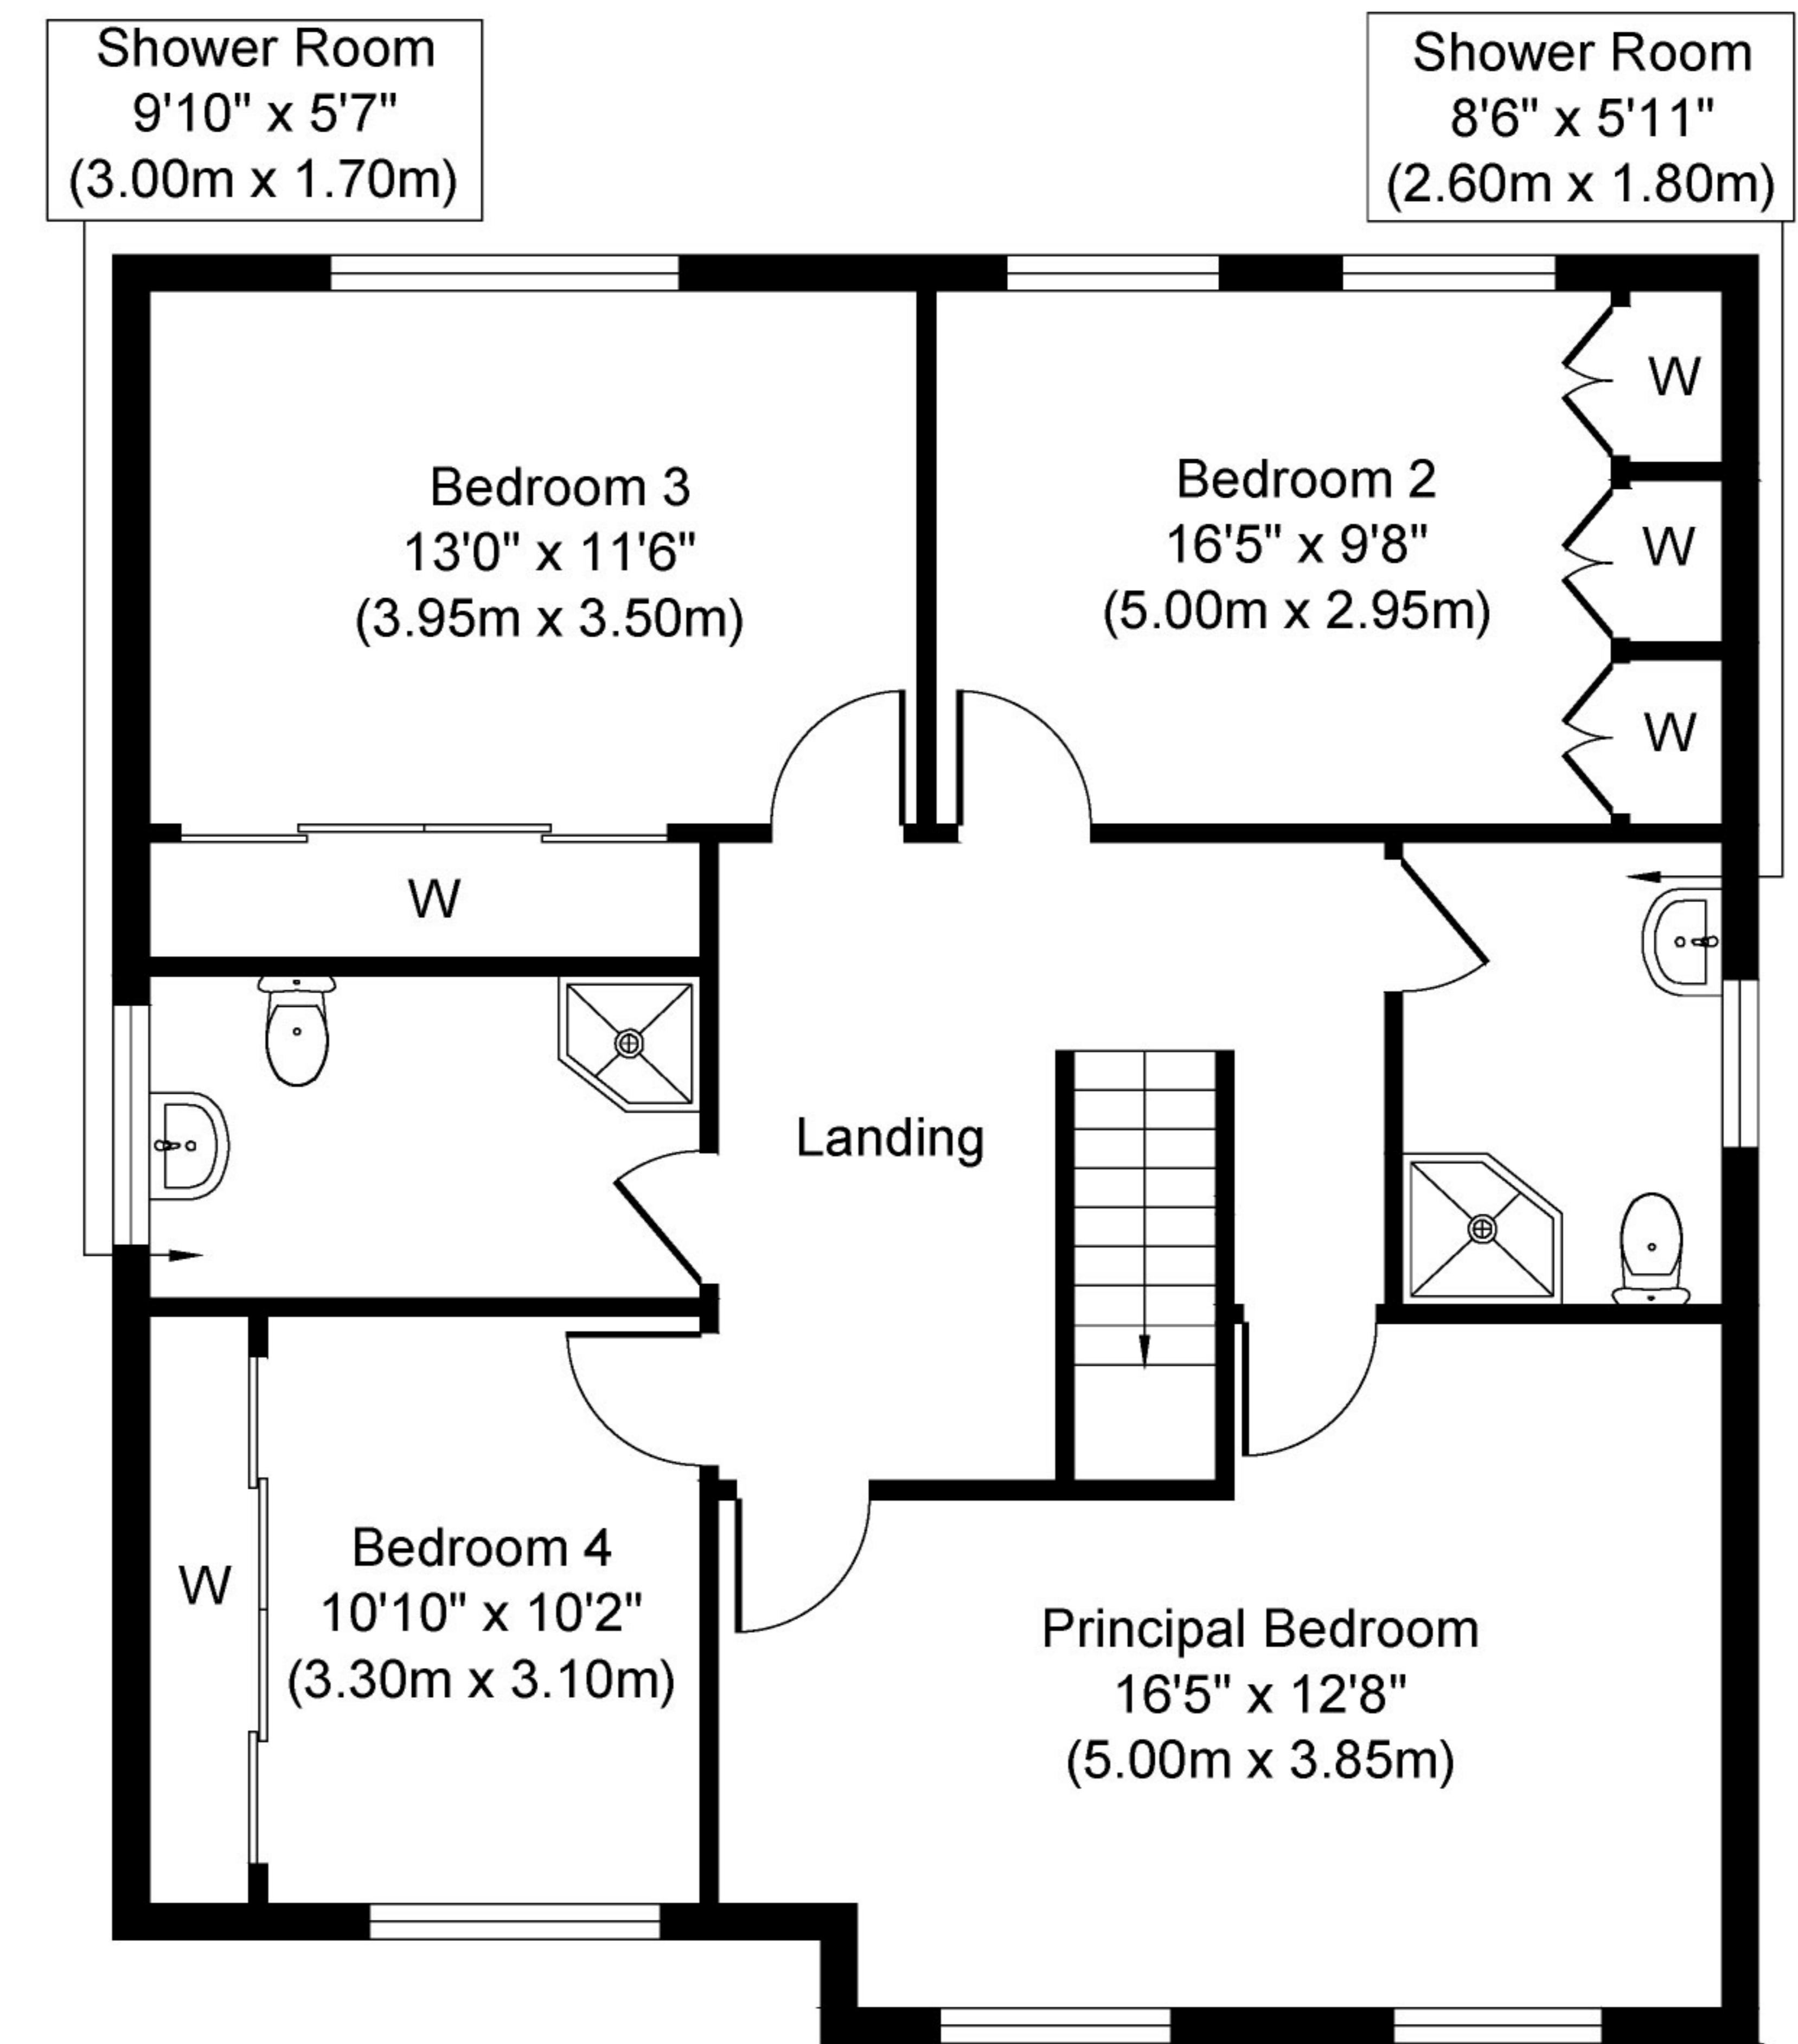 Shower Room
9'10" x 5'7"
(3.00m x 1.70m)
Shower Room
8'6" x 5'11"
(2.60m x 1.80m)
Bedroom 3
13'0" x 11'6"
(3.95m x 3.50m)
Bedroom 2
16'5" x 9'8"
(5.00m x 2.95m)
W
W
W
W
Landing
Bedroom 4
10'10" x 10'2"
(3.30m x 3.10m)
W
Principal Bedroom
16'5" x 12'8"
(5.00m x 3.85m)